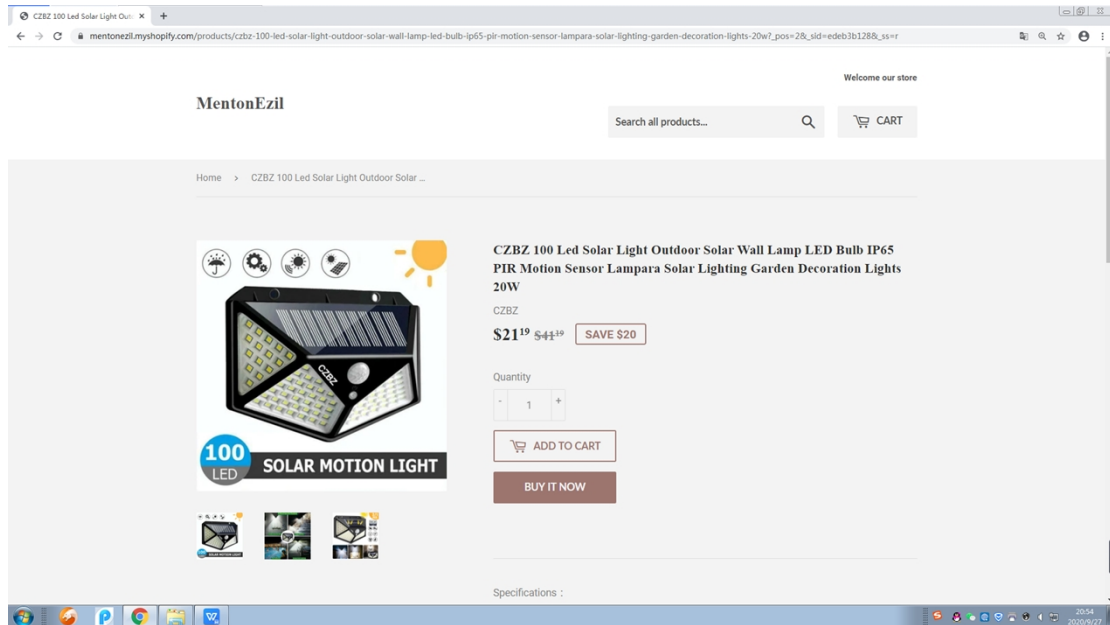 CZBZ 100 Led Solar Light Out
mentonezil.myshopify.com/products/czbz-100-led-solar-light-outdoor-solar-wall-lamp-led-bulb-ip65-pir-motion-sensor-lampara-solar-lighting-garden-decoration-lights-20w?_pos=2&_sid=edeb3b128&_ss=r
Welcome our store
MentonEzil
Search all products...
CART
Home > CZBZ 100 Led Solar Light Outdoor Solar ...
CZBZ 100 Led Solar Light Outdoor Solar Wall Lamp LED Bulb IP65
PIR Motion Sensor Lampara Solar Lighting Garden Decoration Lights
20W
CZBZ
$21.19 $41.19 SAVE $20
Quantity
- 1 +
ADD TO CART
BUY IT NOW
CZBZ
100
LED
SOLAR MOTION LIGHT
Specifications :
20:54
2020/9/27